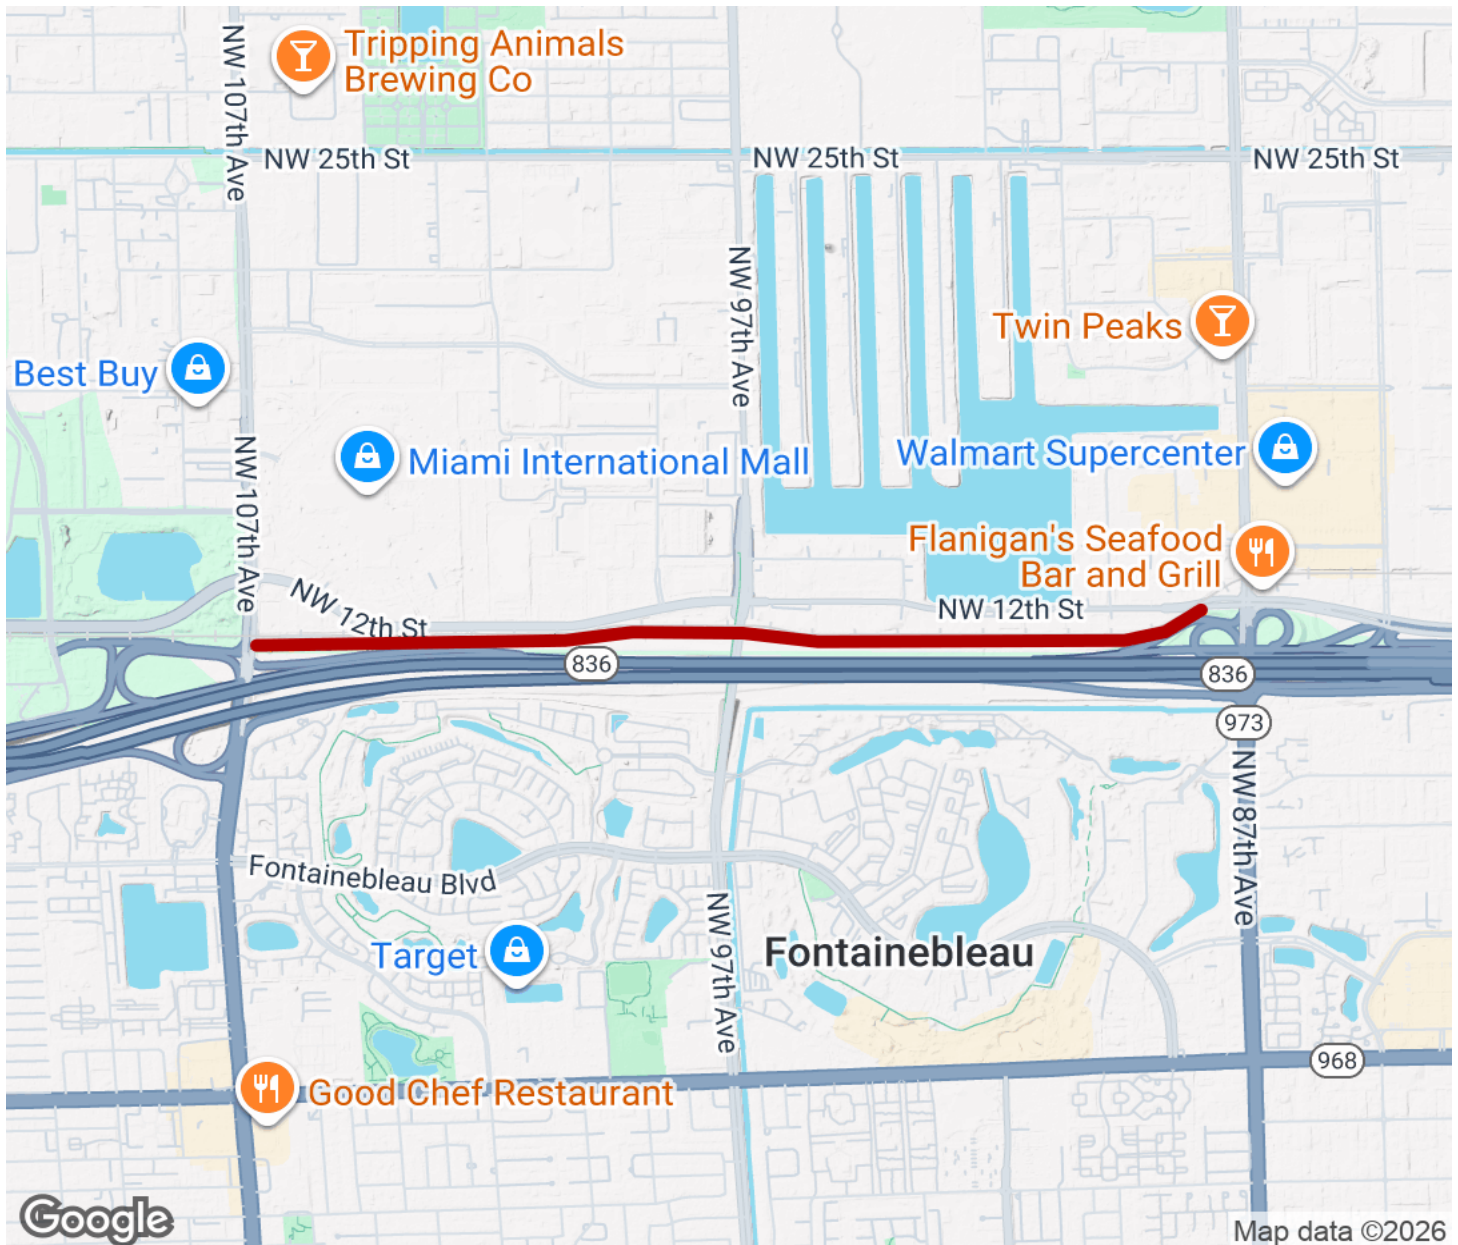 Tripping Animals
Brewing Co
NW 107th Ave
NW 25th St
NW 25th St
NW 25th St
NW 97th Ave
Twin Peaks
Best Buy
Miami International Mall
Walmart Supercenter
NW 107th Ave
Flanigan's Seafood
Bar and Grill
NW 12th St
NW 12th St
836
836
973
NW 87th Ave
Fontainebleau Blvd
NW 97th Ave
Target
Fontainebleau
968
Good Chef Restaurant
Google
Map data ©2026